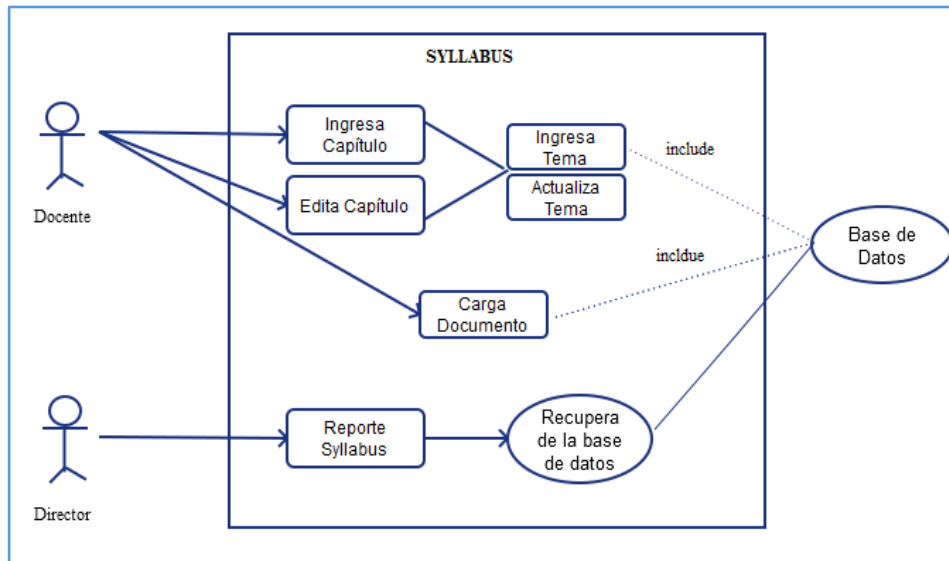 SYLLABUS
Ingresa
Capítulo
Ingresa
Tema
include
Edita Capítulo
Actualiza
Tema
Docente
Base de
Datos
incldue
Carga
Documento
Reporte
Syllabus
Recupera
de la base
de datos
Director